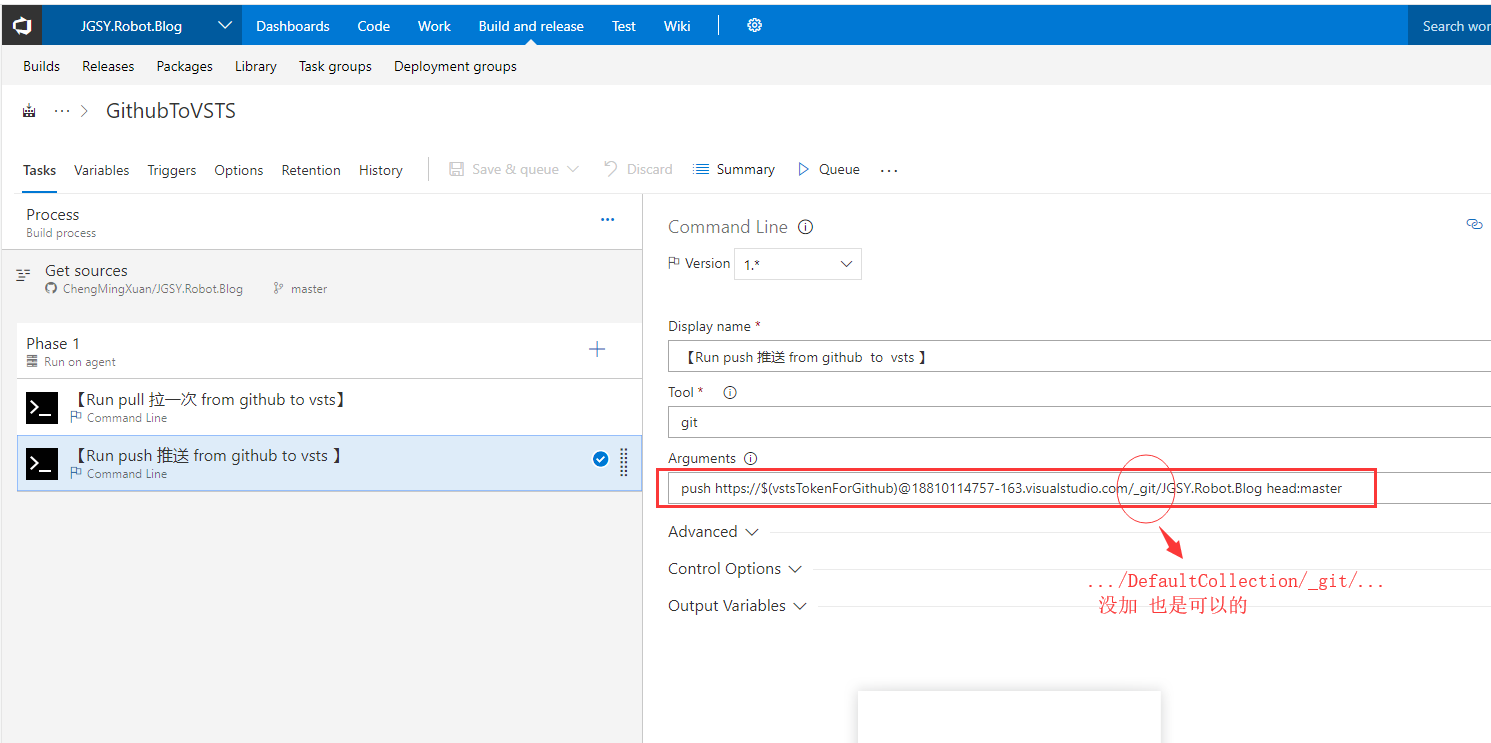 JGSY.Robot.Blog Dashboards Code Work Build and release Test Wiki Search wor
Builds Releases Packages Library Task groups Deployment groups
... > GithubToVSTS
Tasks Variables Triggers Options Retention History Save & queue Discard Summary Queue ...
Process
Build process
Get sources
ChengMingXuan/JGSY.Robot.Blog master
Phase 1
Run on agent
【Run pull 拉一次 from github to vsts】
Command Line
【Run push 推送 from github to vsts 】
Command Line
Command Line
Version 1.*
Display name *
【Run push 推送 from github to vsts 】
Tool *
git
Arguments
push https://$(vstsTokenForGithub)@18810114757-163.visualstudio.com/_git/JGSY.Robot.Blog head:master
Advanced
Control Options
Output Variables
.../DefaultCollection/_git/...
没加 也是可以的